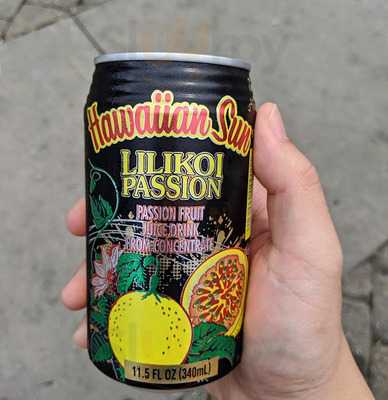 Hawaiian Sun
LILIKOI
PASSION
PASSION FRUIT
JUICE DRINK
FROM CONCENTRATE
11.5 FL OZ (340mL)